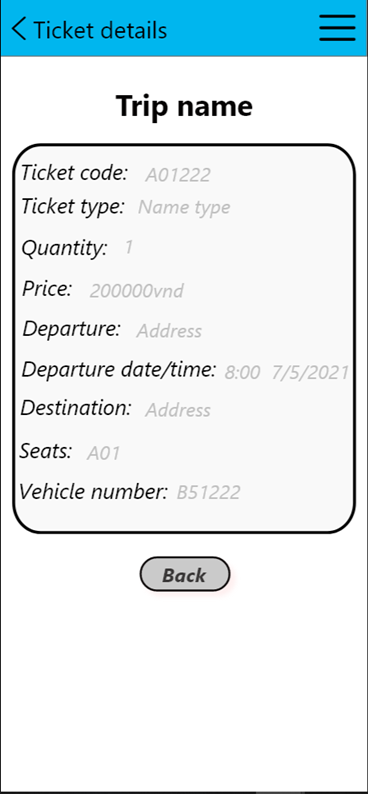 Ticket details
Trip name
Ticket code: A01222
Ticket type: Name type
Quantity: 1
Price: 200000vnd
Departure: Address
Departure date/time: 8:00 7/5/2021
Destination: Address
Seats: A01
Vehicle number: B51222
Back